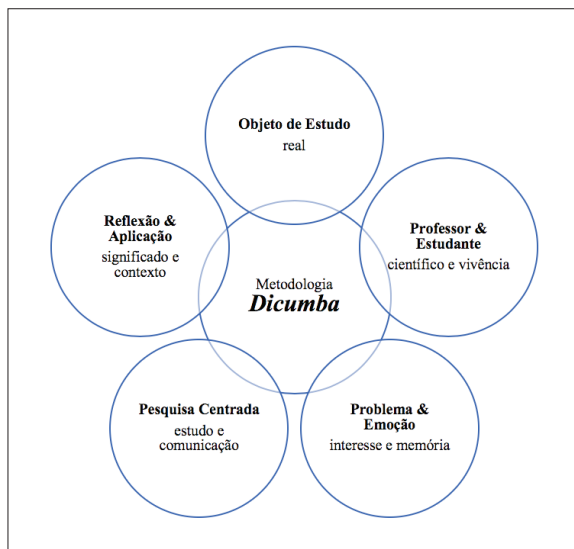 Objeto de Estudo
real
Professor &
Estudante
científico e vivência
Problema &
Emoção
interesse e memória
Pesquisa Centrada
estudo e
comunicação
Reflexão &
Aplicação
significado e
contexto
Metodologia
Dicumba